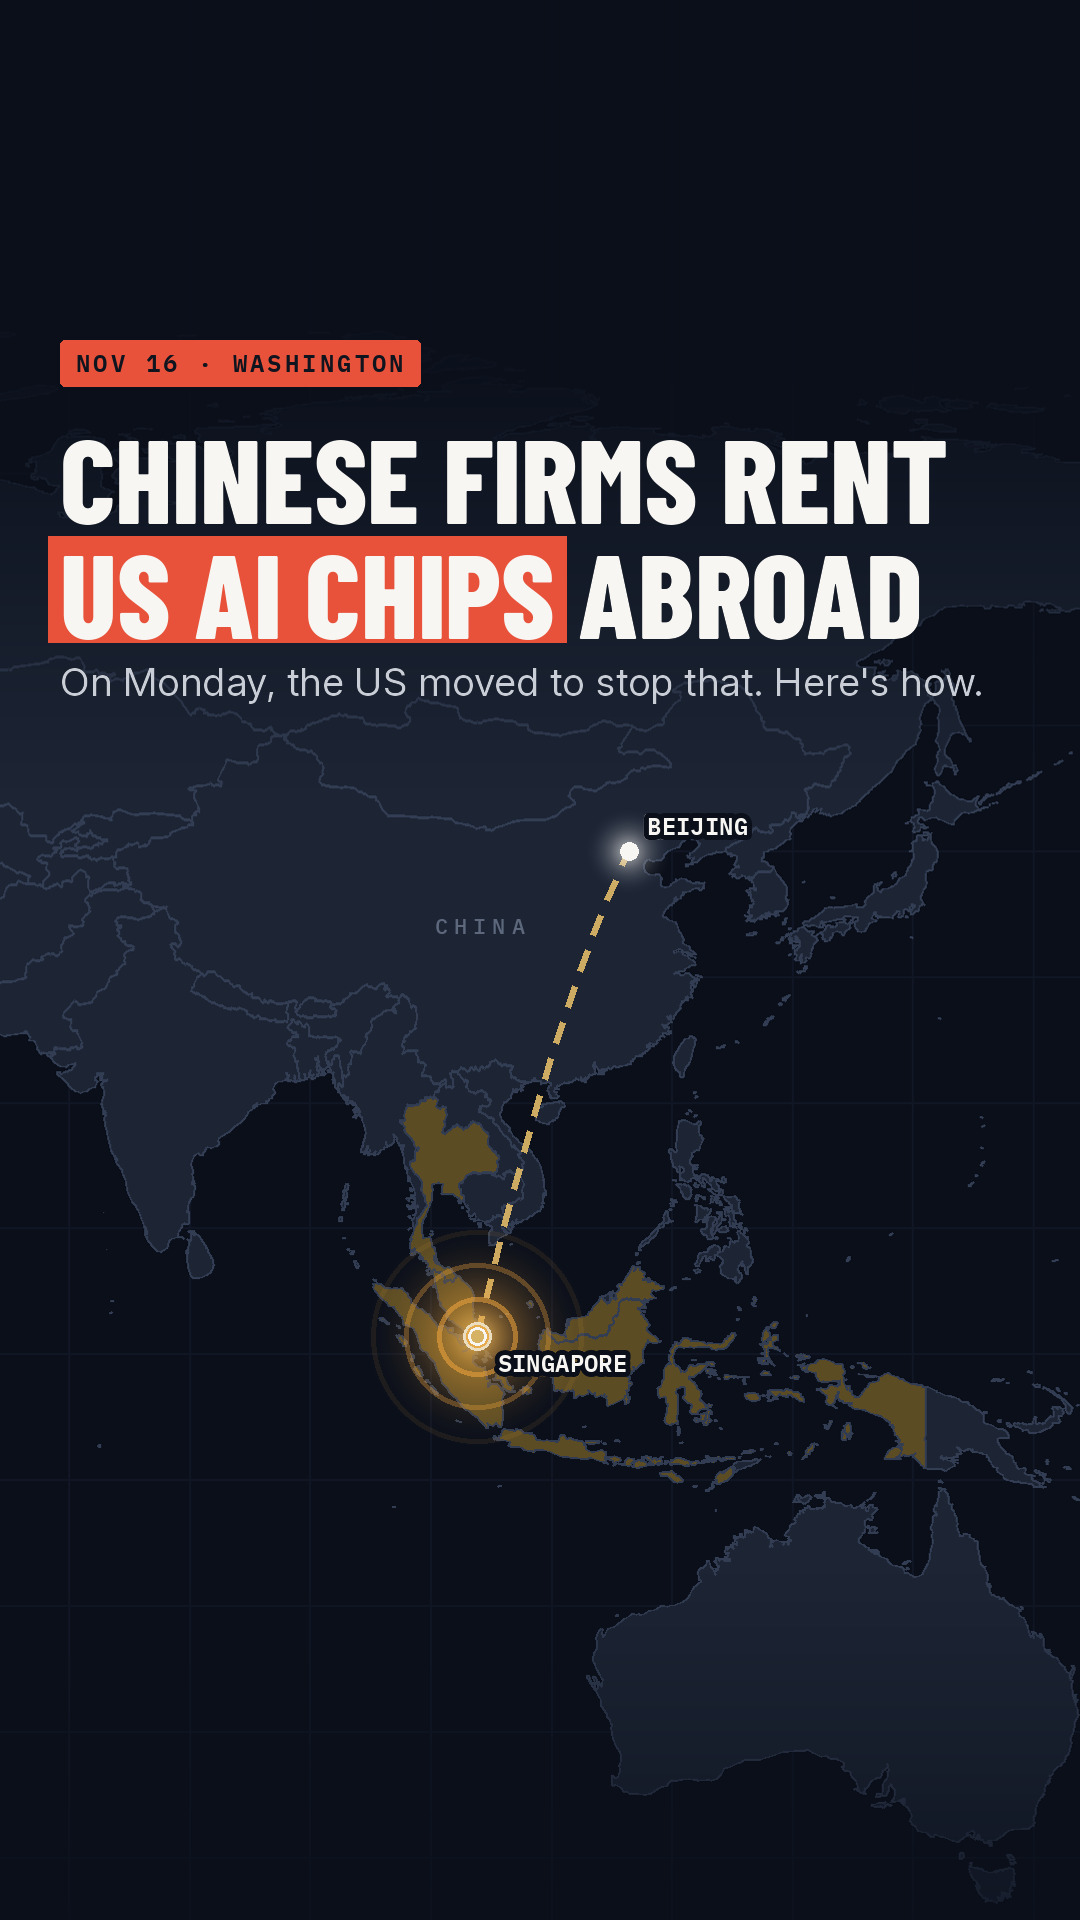 NOV 16 · WASHINGTON
CHINESE FIRMS RENT
US AI CHIPS ABROAD
On Monday, the US moved to stop that. Here's how.
BEIJING
CHINA
SINGAPORE